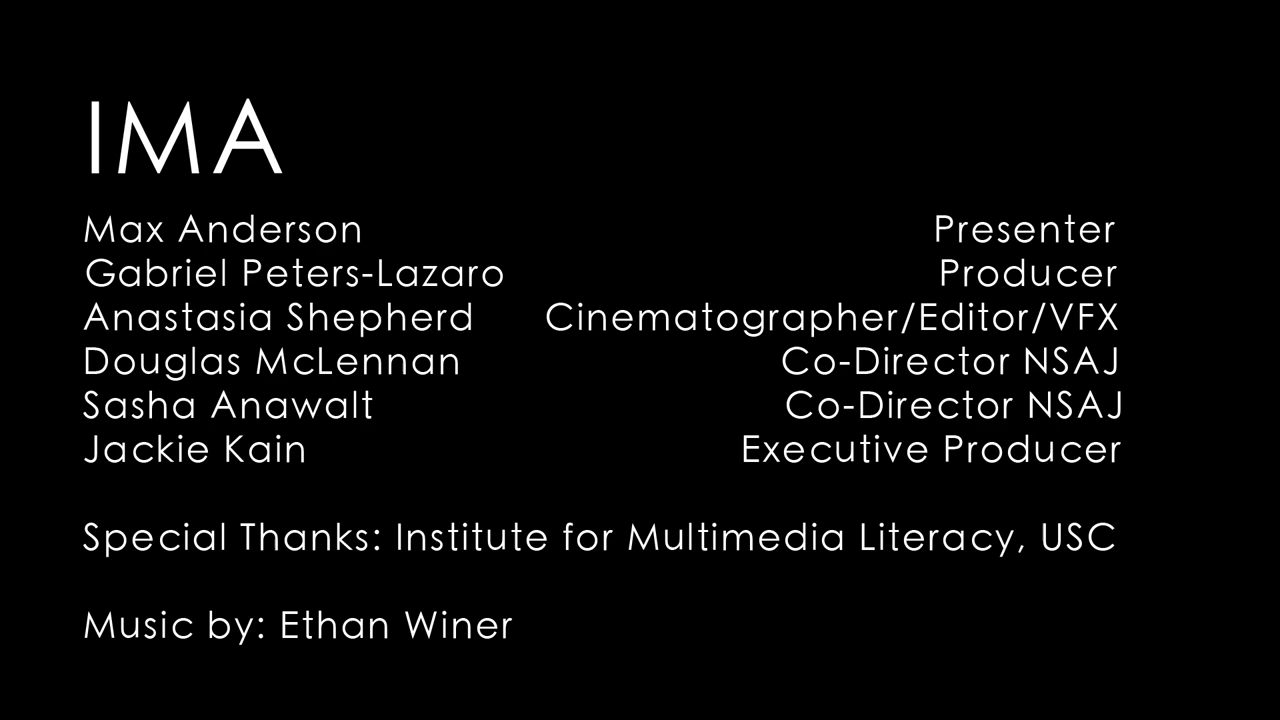 IMA
Max Anderson Presenter
Gabriel Peters-Lazaro Producer
Anastasia Shepherd Cinematographer/Editor/VFX
Douglas McLennan Co-Director NSAJ
Sasha Anawalt Co-Director NSAJ
Jackie Kain Executive Producer
Special Thanks: Institute for Multimedia Literacy, USC
Music by: Ethan Winer